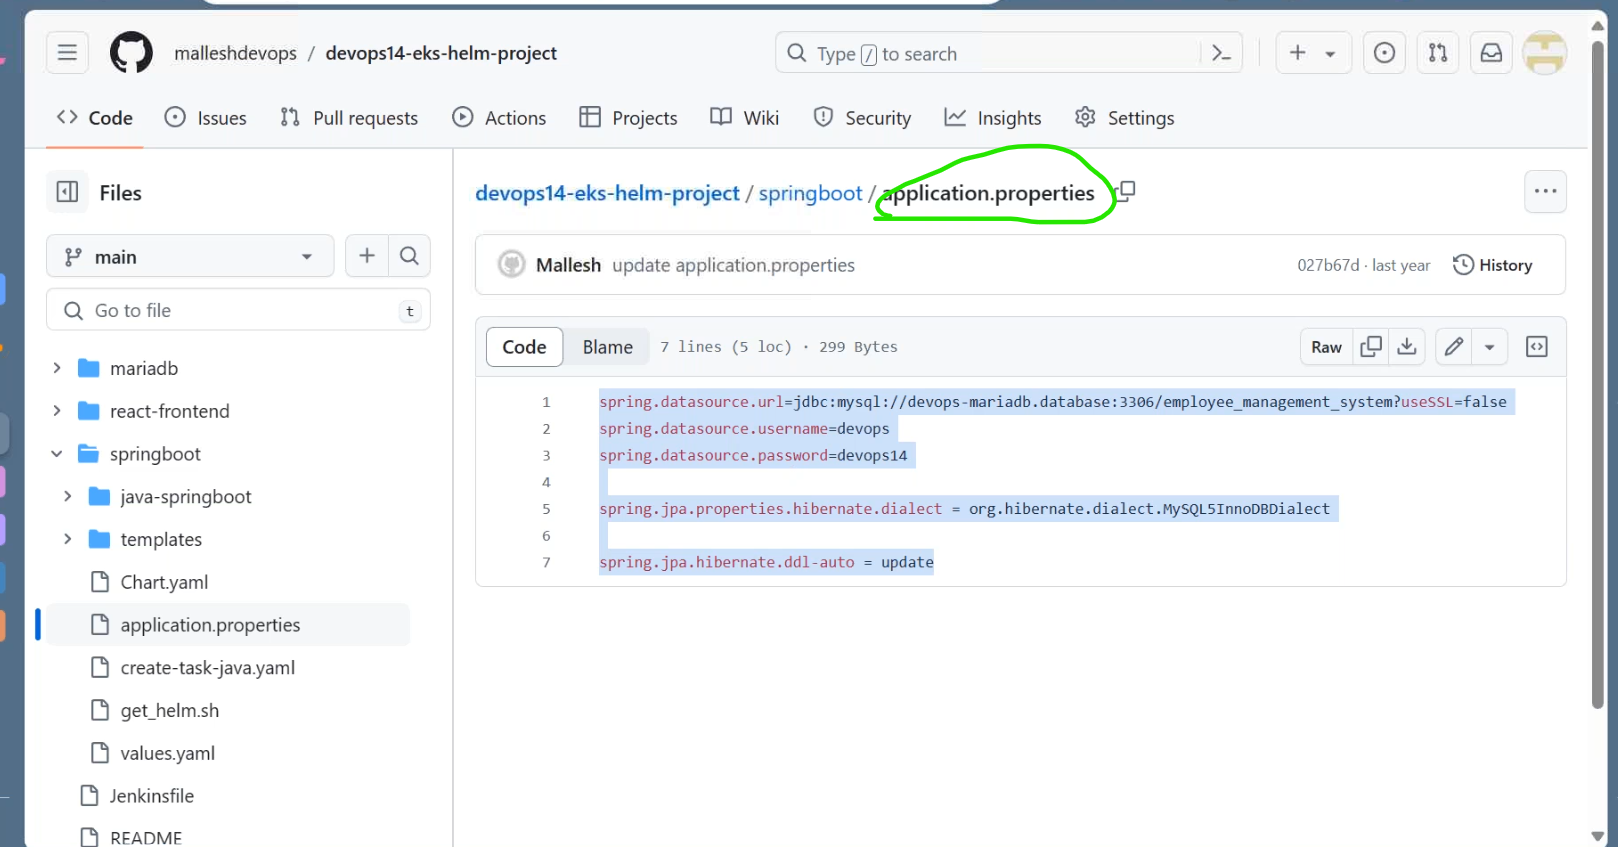 malleshdevops / devops14-eks-helm-project
Type / to search
Code
Issues
Pull requests
Actions
Projects
Wiki
Security
Insights
Settings
Files
main
Go to file
t
mariadb
react-frontend
springboot
java-springboot
templates
Chart.yaml
application.properties
create-task-java.yaml
get_helm.sh
values.yaml
Jenkinsfile
README
devops14-eks-helm-project / springboot / application.properties
Mallesh update application.properties
027b67d · last year
History
Code
Blame
7 lines (5 loc) · 299 Bytes
Raw
1 spring.datasource.url=jdbc:mysql://devops-mariadb.database:3306/employee_management_system?useSSL=false
2 spring.datasource.username=devops
3 spring.datasource.password=devops14
4
5 spring.jpa.properties.hibernate.dialect = org.hibernate.dialect.MySQL5InnoDBDialect
6
7 spring.jpa.hibernate.ddl-auto = update